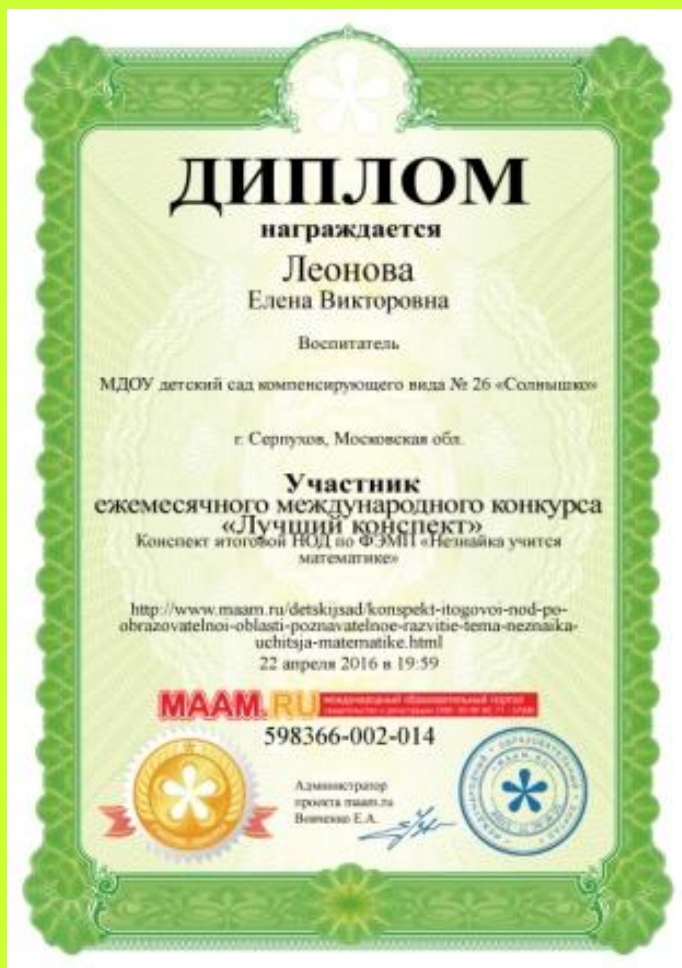 ДИПЛОМ
награждается
Леонова
Елена Викторовна
Воспитатель
МДОУ детский сад компенсирующего вида № 26 «Солнышко»
г. Серпухов, Московская обл.
Участник
ежемесячного международного конкурса
«Лучший конспект»
Конспект итоговой НОД по ФЭМП «Незнайка учится
математике»
http://www.maam.ru/detskijsad/konspekt-itogovoi-nod-po-
obrazovatelnoi-oblasti-poznavatelnoe-razvitie-tema-neznaika-
uchitsja-matematike.html
22 апреля 2016 в 19:59
MAAM.RU международный образовательный портал
598366-002-014
Администратор
проекта maam.ru
Е.А.
МЕЖДУНАРОДНЫЙ ОБРАЗОВАТЕЛЬНЫЙ ПОРТАЛ